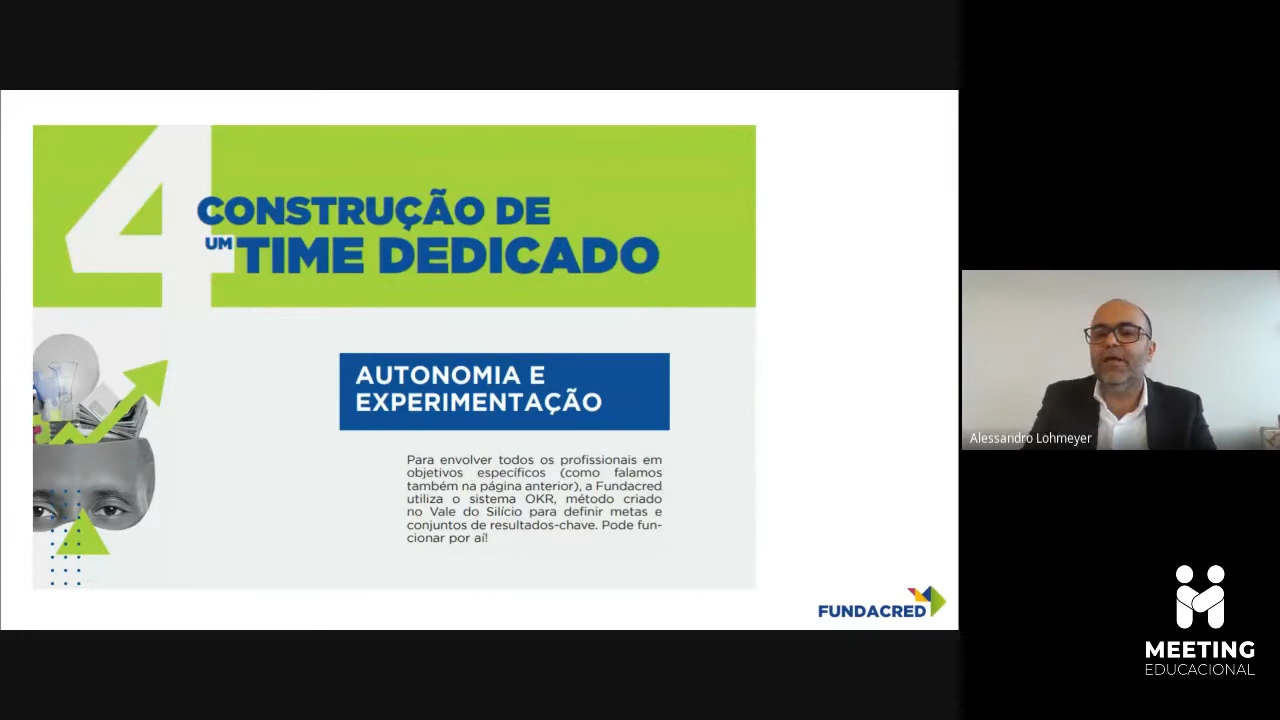 4
CONSTRUÇÃO DE
UM TIME DEDICADO
AUTONOMIA E
EXPERIMENTAÇÃO
Para envolver todos os profissionais em
objetivos específicos (como falamos
também na página anterior), a Fundacred
utiliza o sistema OKR, método criado
no Vale do Silício para definir metas e
conjuntos de resultados-chave. Pode fun-
cionar por aí!
FUNDACRED
Alessandro Lohmeyer
MEETING
EDUCACIONAL